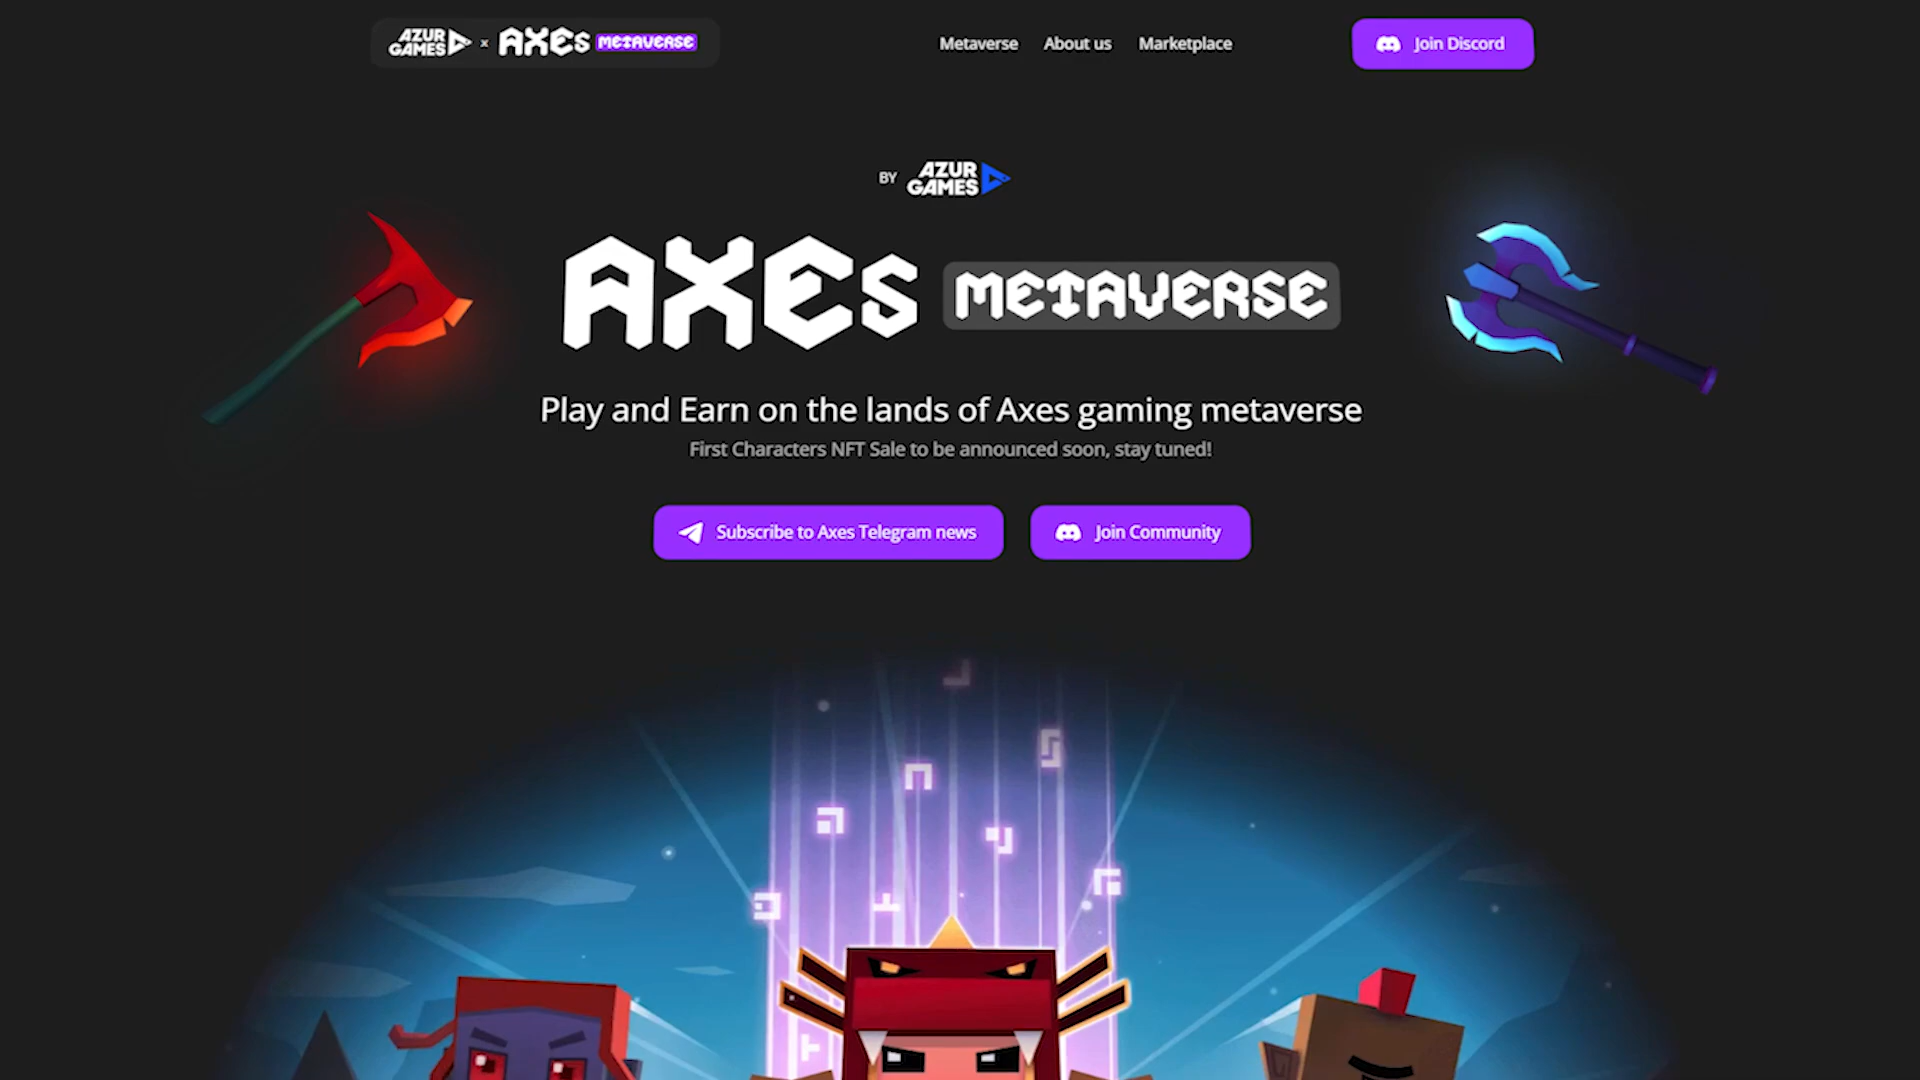 AZUR GAMES x AXES METAVERSE
Metaverse
About us
Marketplace
Join Discord
BY AZUR GAMES
AXES METAVERSE
Play and Earn on the lands of Axes gaming metaverse
First Characters NFT Sale to be announced soon, stay tuned!
Subscribe to Axes Telegram news
Join Community